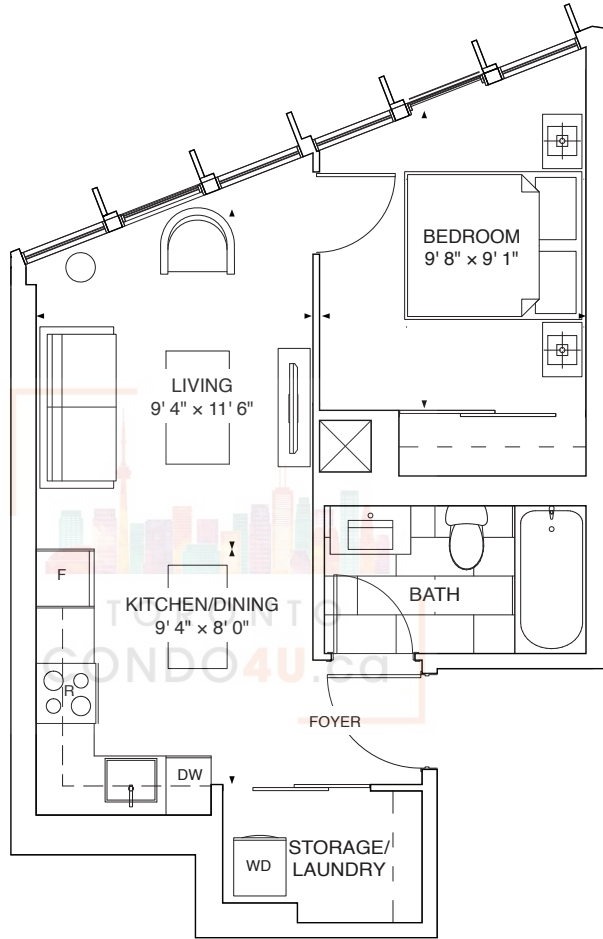 BEDROOM
9' 8" × 9' 1"
LIVING
9' 4" × 11' 6"
F
KITCHEN/DINING
9' 4" × 8' 0"
BATH
TORONTO
CONDO4U.ca
R
FOYER
DW
STORAGE/
LAUNDRY
WD